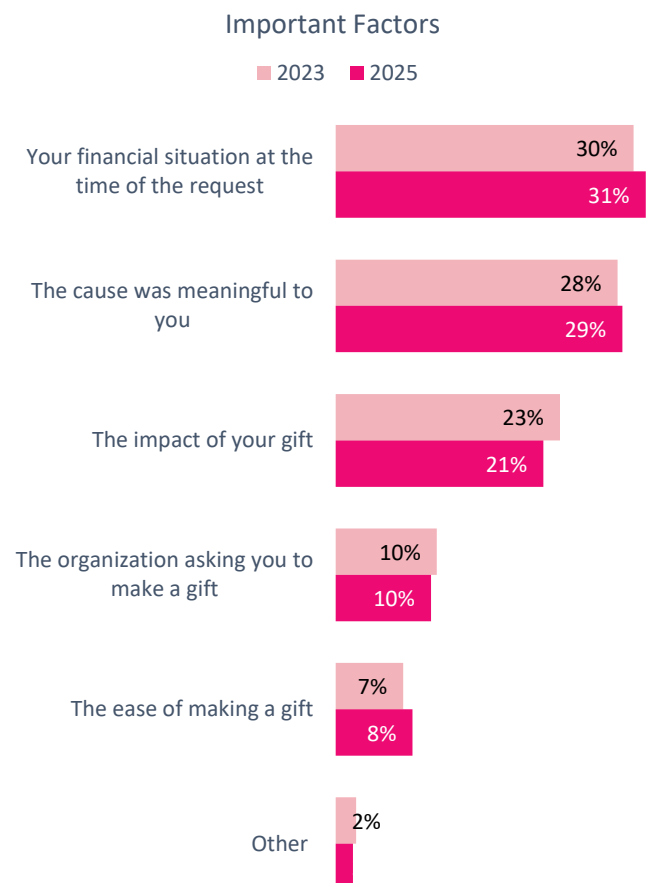 Important Factors
2023 2025
Your financial situation at the
time of the request
30%
31%
The cause was meaningful to
you
28%
29%
The impact of your gift
23%
21%
The organization asking you to
make a gift
10%
10%
The ease of making a gift
7%
8%
Other
2%